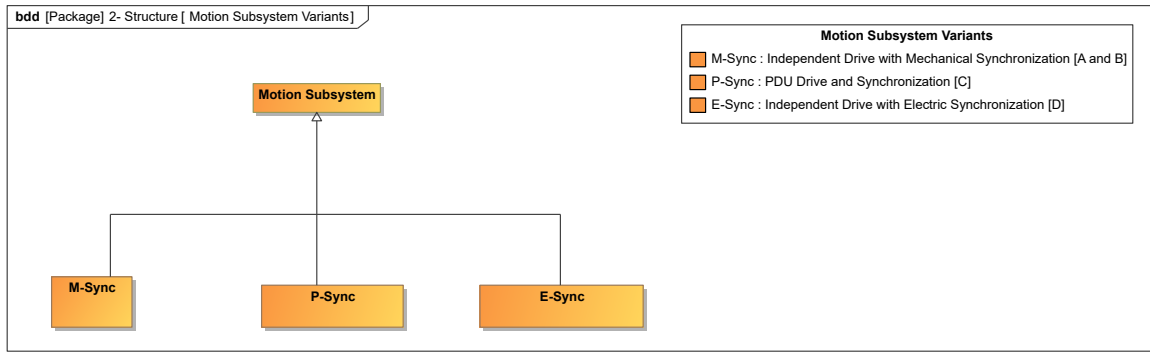 bdd [Package] 2- Structure [ Motion Subsystem Variants]
Motion Subsystem Variants
M-Sync : Independent Drive with Mechanical Synchronization [A and B]
P-Sync : PDU Drive and Synchronization [C]
E-Sync : Independent Drive with Electric Synchronization [D]
Motion Subsystem
M-Sync
P-Sync
E-Sync